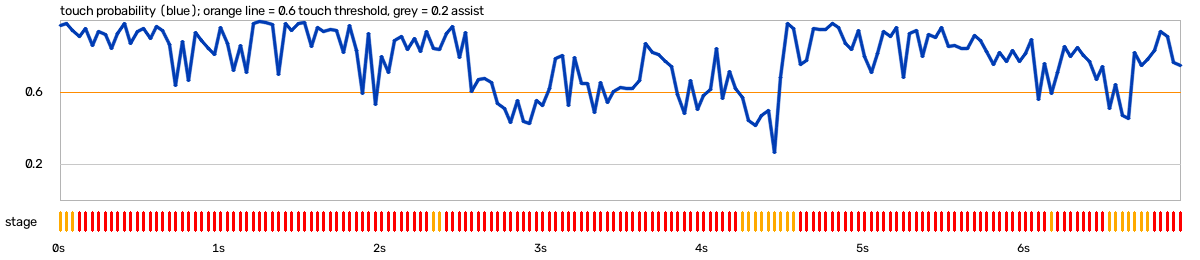 touch probability (blue); orange line = 0.6 touch threshold, grey = 0.2 assist
0.6
0.2
stage
0s 1s 2s 3s 4s 5s 6s